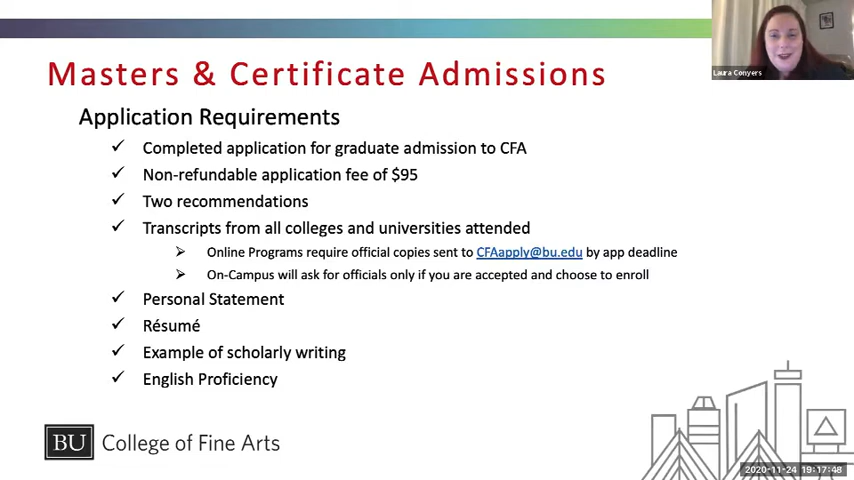 Laura Conyers
Masters & Certificate Admissions
Application Requirements
✓ Completed application for graduate admission to CFA
✓ Non-refundable application fee of $95
✓ Two recommendations
✓ Transcripts from all colleges and universities attended
➢ Online Programs require official copies sent to CFAapply@bu.edu by app deadline
➢ On-Campus will ask for officials only if you are accepted and choose to enroll
✓ Personal Statement
✓ Résumé
✓ Example of scholarly writing
✓ English Proficiency
BU College of Fine Arts
2020-11-24 19:17:48